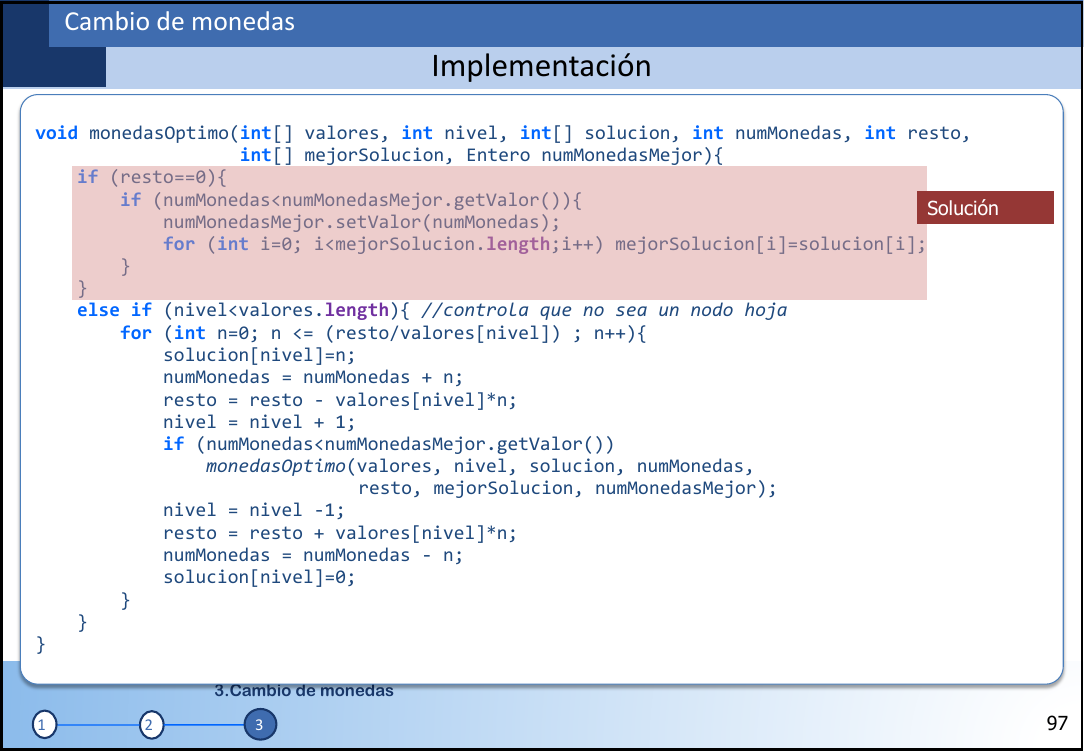 Cambio de monedas
Implementación
void monedasOptimo(int[] valores, int nivel, int[] solucion, int numMonedas, int resto,
int[] mejorSolucion, Entero numMonedasMejor){
if (resto==0){
if (numMonedas<numMonedasMejor.getValor()){
numMonedasMejor.setValor(numMonedas);
for (int i=0; i<mejorSolucion.length;i++) mejorSolucion[i]=solucion[i];
}
}
Solución
else if (nivel<valores.length){ //controla que no sea un nodo hoja
for (int n=0; n <= (resto/valores[nivel]) ; n++){
solucion[nivel]=n;
numMonedas = numMonedas + n;
resto = resto - valores[nivel]*n;
nivel = nivel + 1;
if (numMonedas<numMonedasMejor.getValor())
monedasOptimo(valores, nivel, solucion, numMonedas,
resto, mejorSolucion, numMonedasMejor);
nivel = nivel -1;
resto = resto + valores[nivel]*n;
numMonedas = numMonedas - n;
solucion[nivel]=0;
}
}
}
3.Cambio de monedas
1 2 3
97